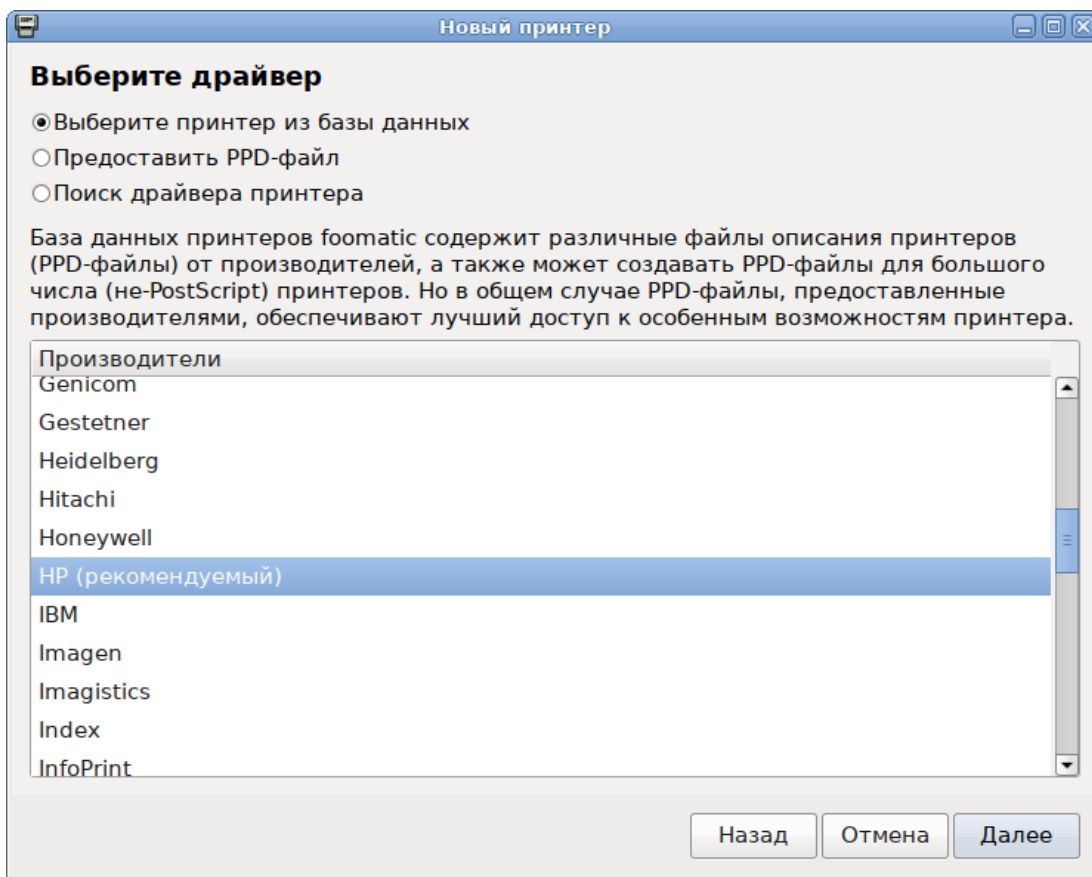 Новый принтер
Выберите драйвер
Выберите принтер из базы данных
Предоставить PPD-файл
Поиск драйвера принтера
База данных принтеров foomatic содержит различные файлы описания принтеров
(PPD-файлы) от производителей, а также может создавать PPD-файлы для большого
числа (не-PostScript) принтеров. Но в общем случае PPD-файлы, предоставленные
производителями, обеспечивают лучший доступ к особенным возможностям принтера.
Производители
Genicom
Gestetner
Heidelberg
Hitachi
Honeywell
HP (рекомендуемый)
IBM
Imagen
Imagistics
Index
InfoPrint
Назад Отмена Далее